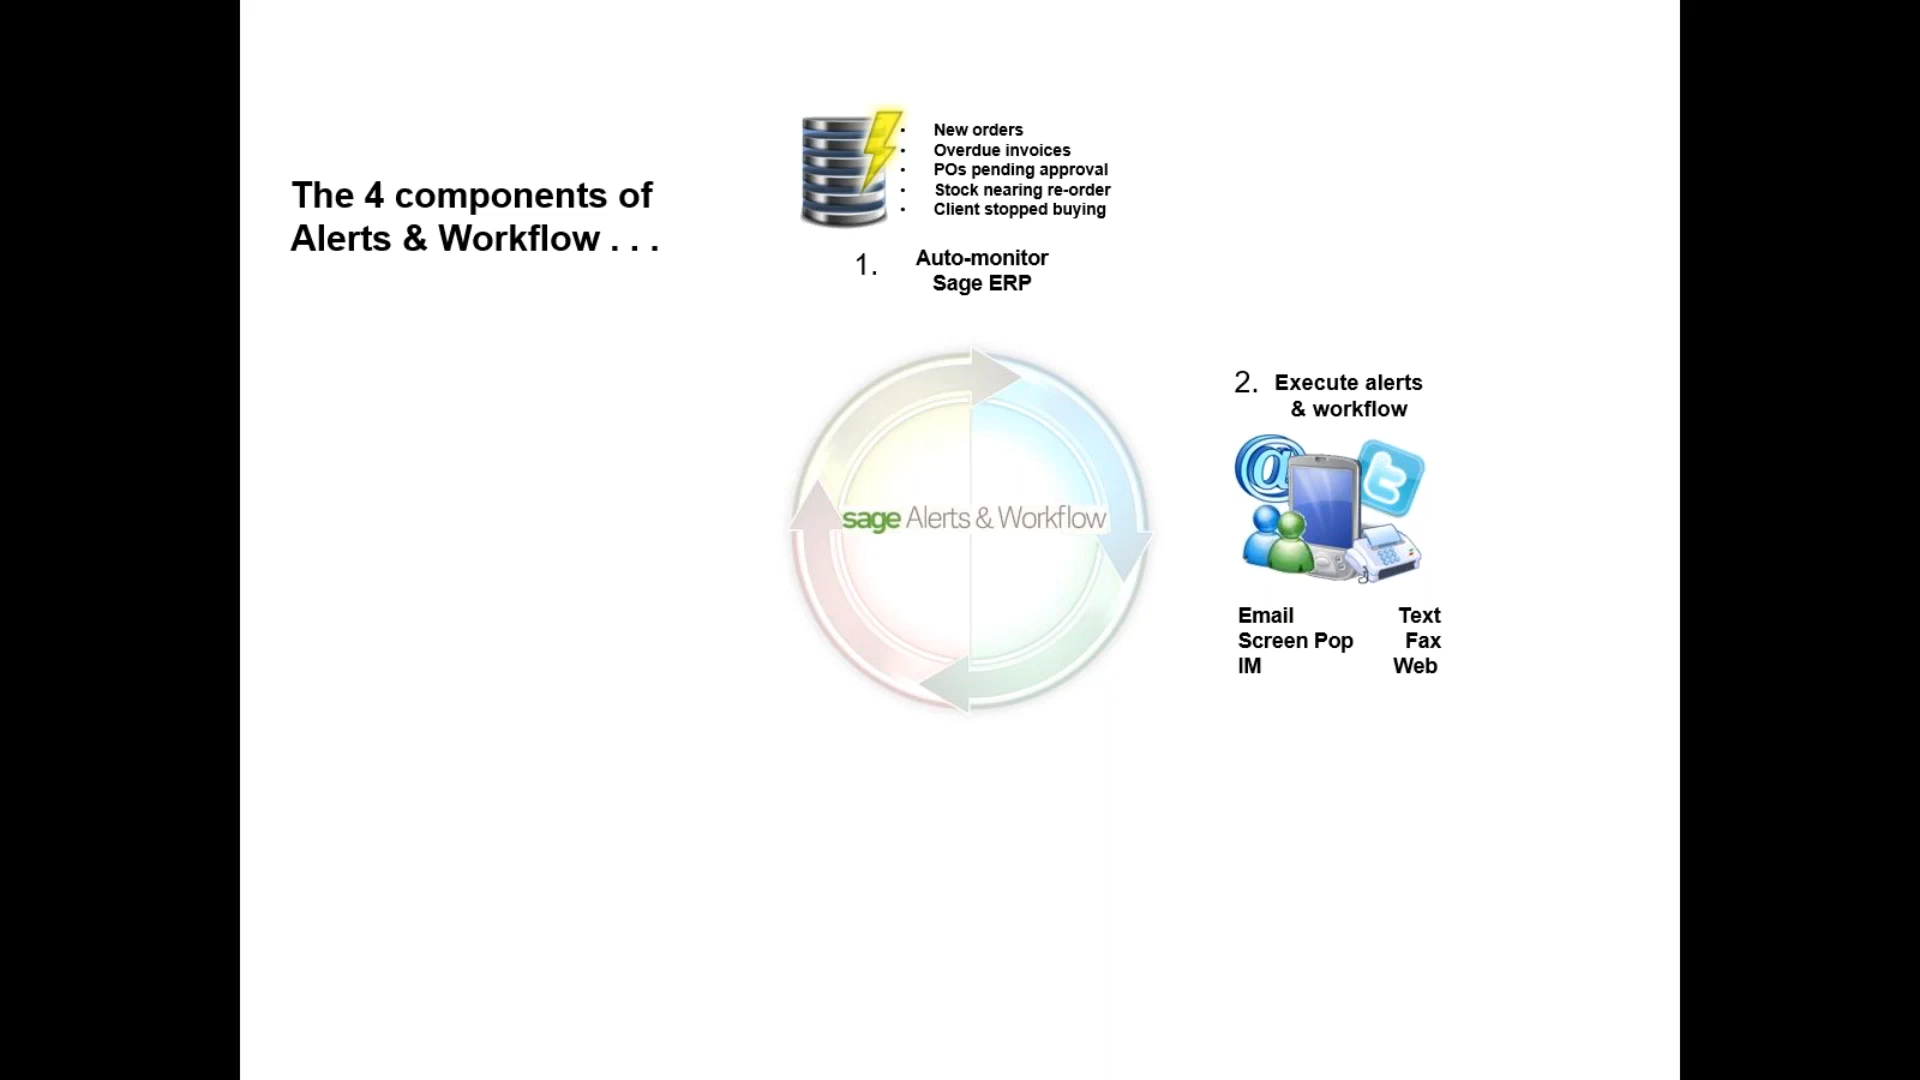 The 4 components of
Alerts & Workflow . . .
• New orders
• Overdue invoices
• POs pending approval
• Stock nearing re-order
• Client stopped buying
1. Auto-monitor
Sage ERP
2. Execute alerts
& workflow
sage Alerts & Workflow
Email Text
Screen Pop Fax
IM Web